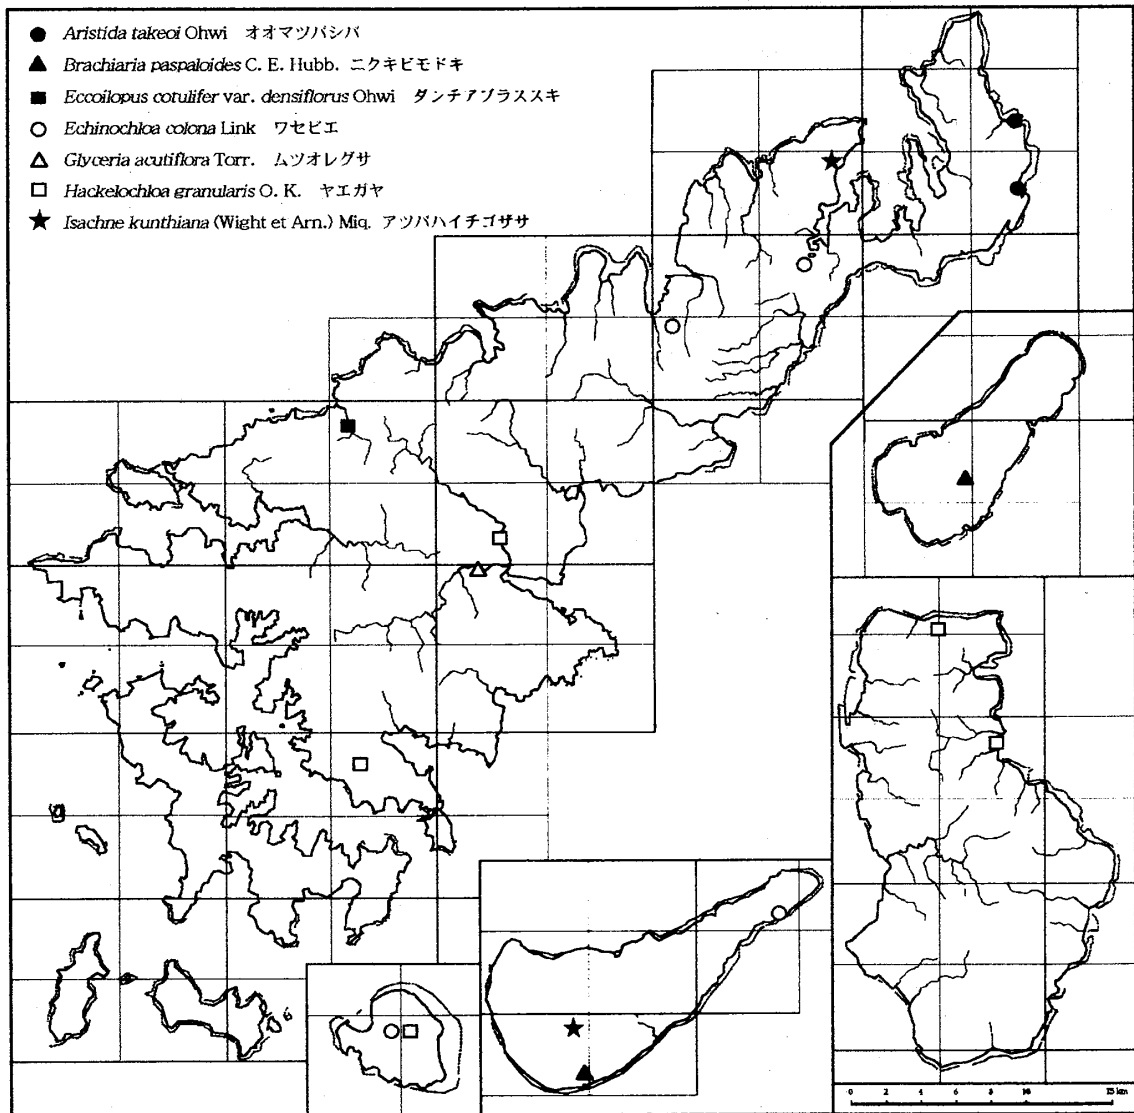 ● Aristida takeoi Ohwi オオマツバシバ
▲ Brachiaria paspaloides C. E. Hubb. ニクキビモドキ
■ Eccoilopus cotulifer var. densiflorus Ohwi ダンチアブラススキ
○ Echinochloa colona Link ワセビエ
△ Glyceria acutiflora Torr. ムツオレグサ
□ Hackelochloa granularis O. K. ヤエガヤ
★ Isachne kunthiana (Wight et Arn.) Miq. アツバハイチゴザサ
0 2 4 6 8 10 15 km